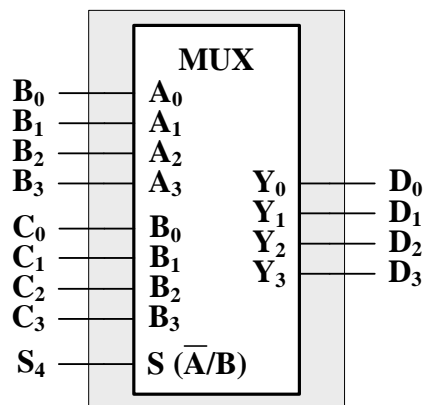 MUX
B₀ A₀
B₁ A₁
B₂ A₂
B₃ A₃ Y₀ D₀
Y₁ D₁
C₀ B₀
Y₂ D₂
C₁ B₁
Y₃ D₃
C₂ B₂
C₃ B₃
S₄ S (A̅/B)